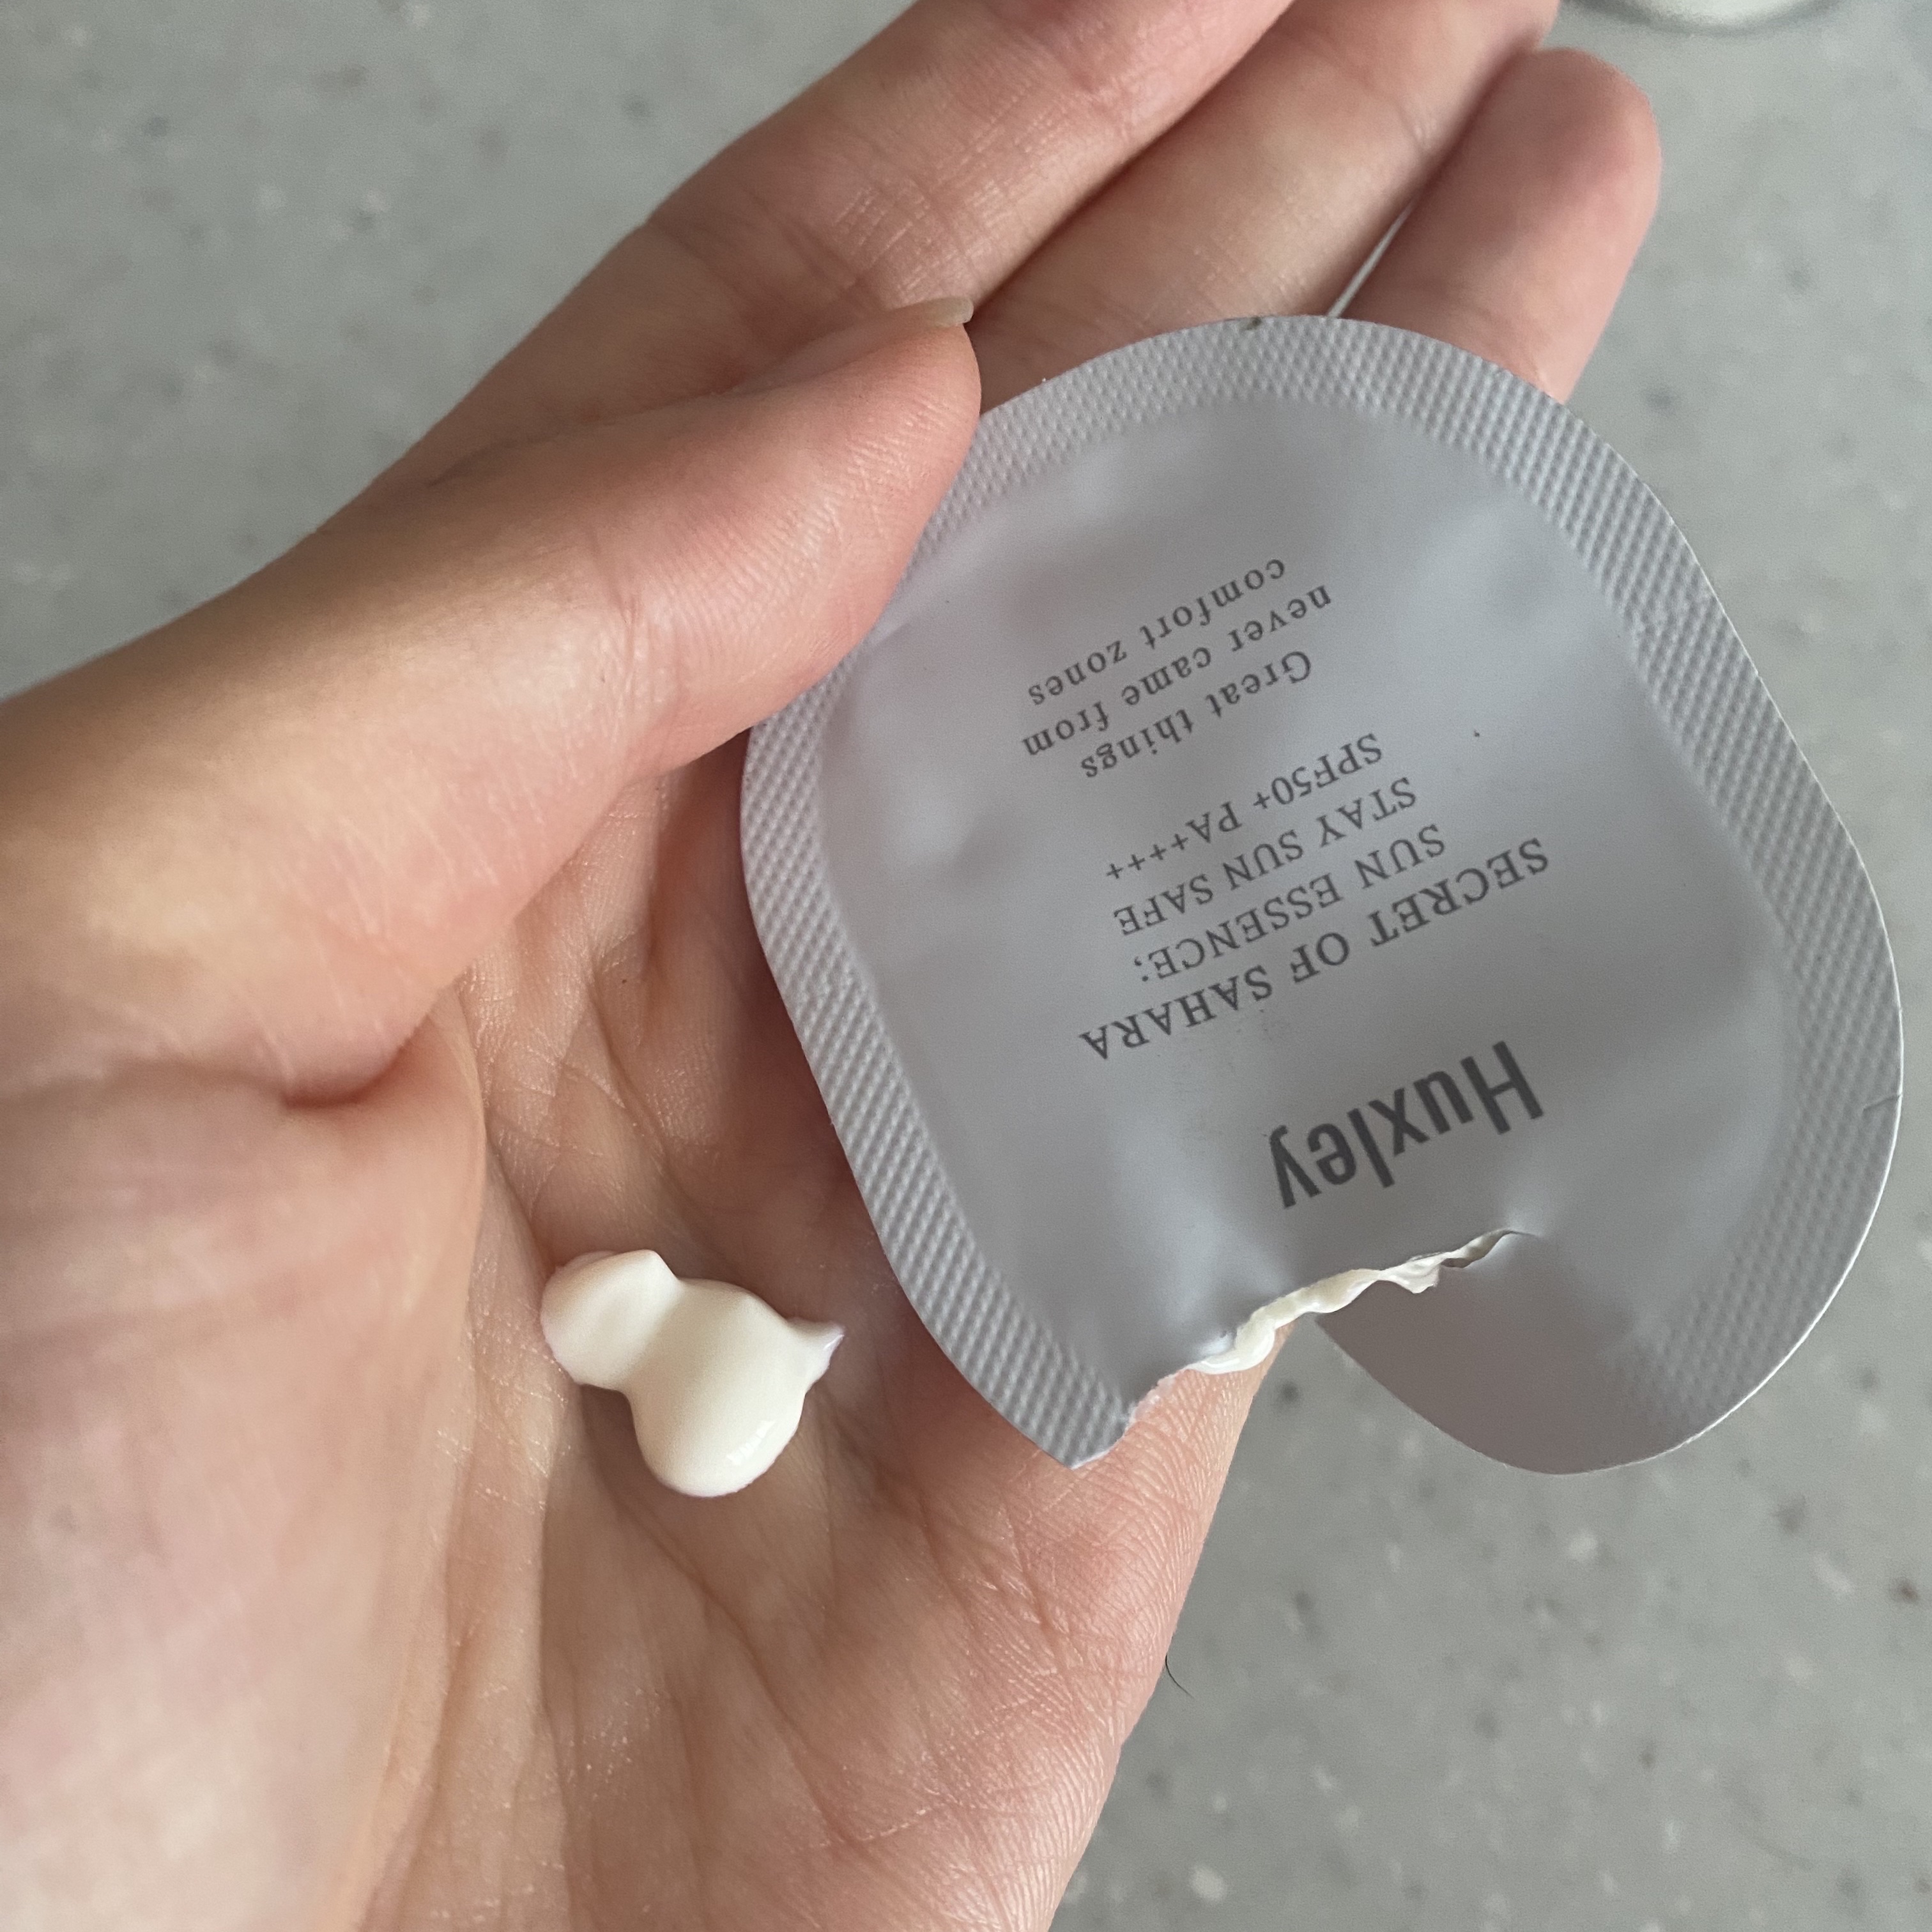 Huxley
SECRET OF SAHARA
SUN ESSENCE;
STAY SUN SAFE
SPF50+ PA++++
Great things
never came from
comfort zones